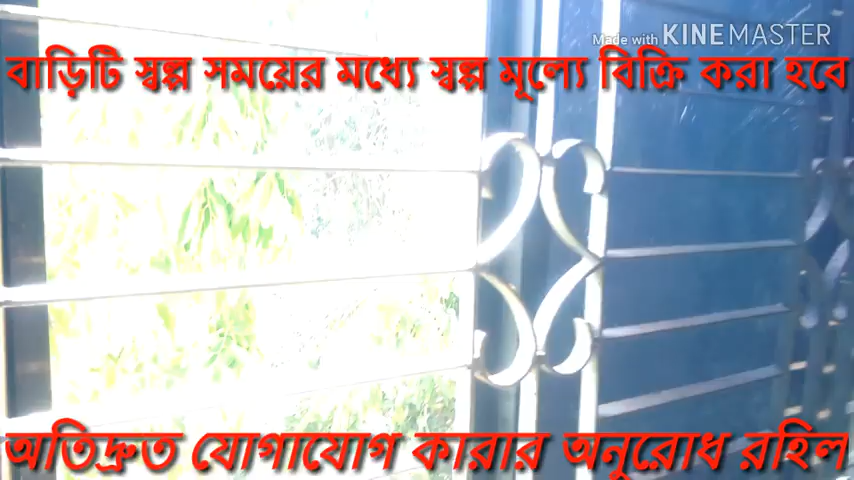 Made with KINEMASTER
বাড়িটি স্বল্প সময়ের মধ্যে স্বল্প মূল্যে বিক্রি করা হবে
অতিদ্রুত যোগাযোগ কারার অনুরোধ রহিল